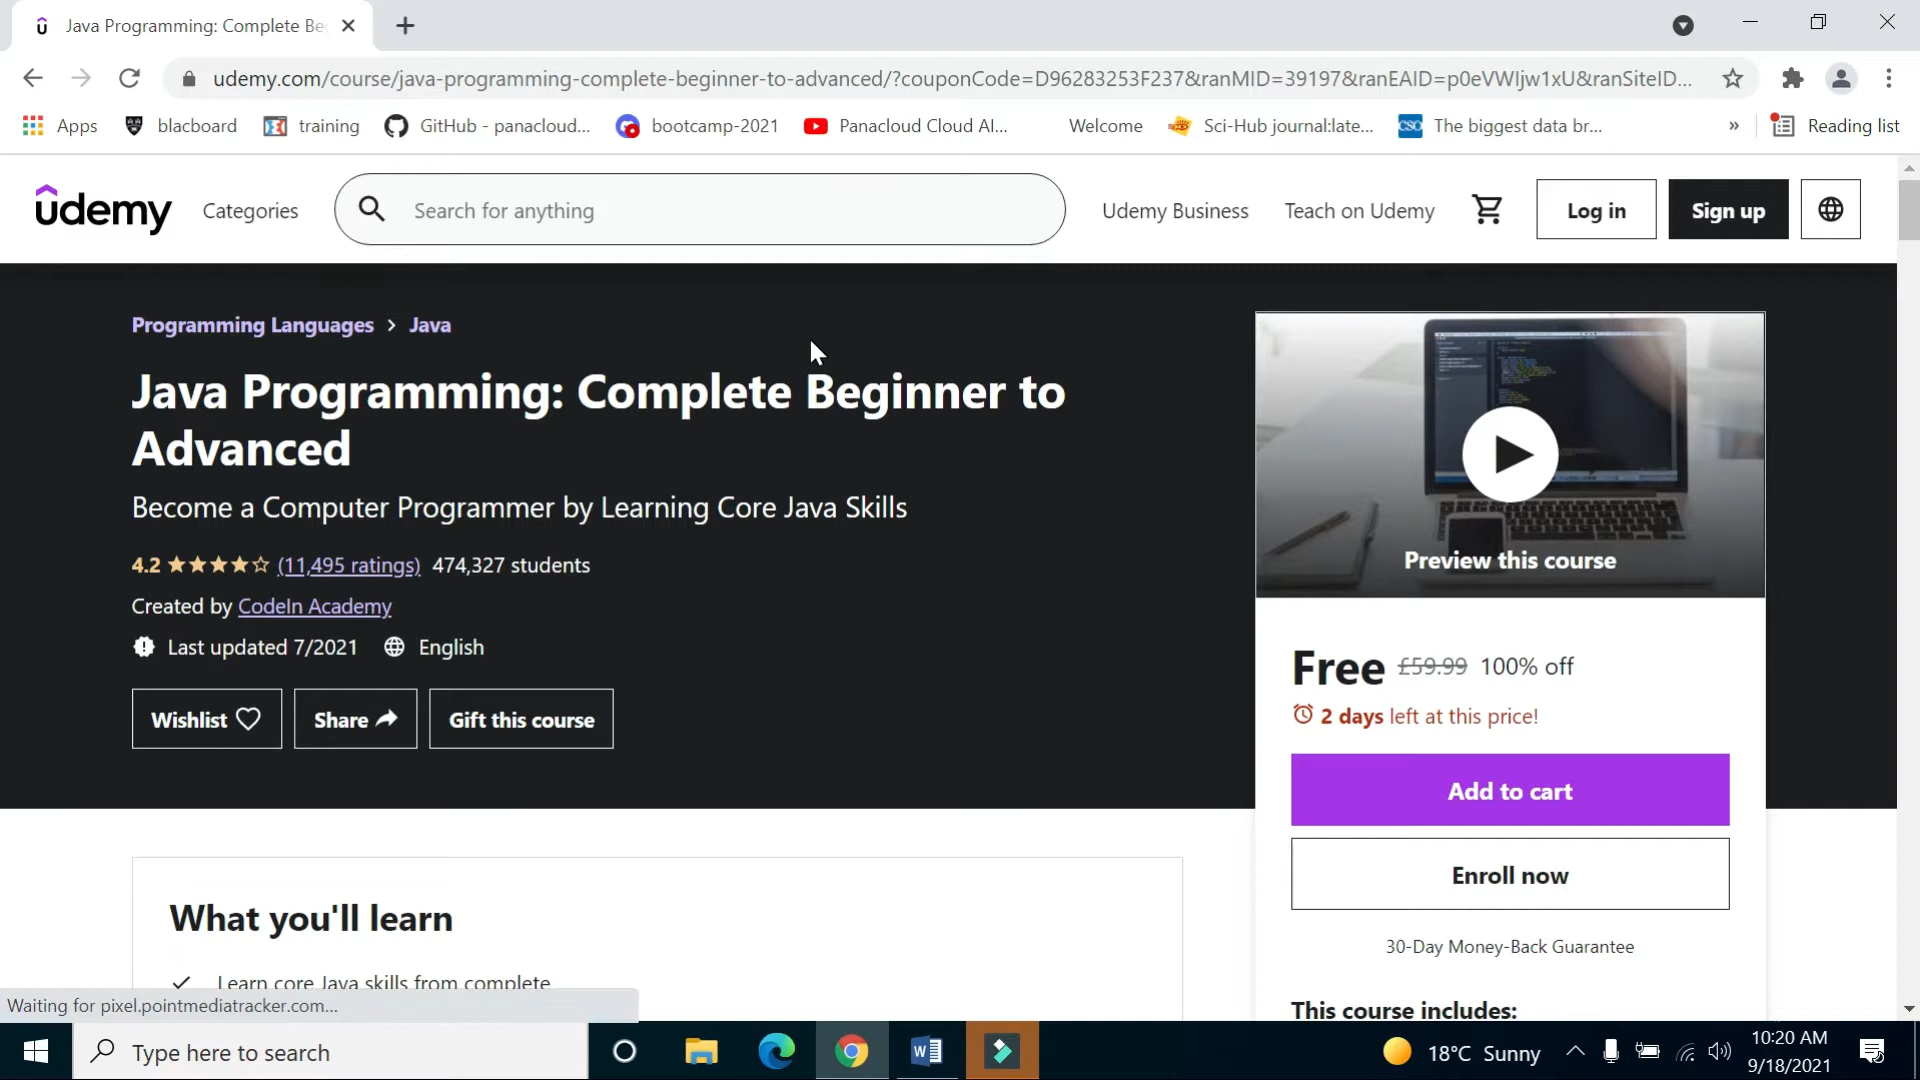 Java Programming: Complete Be
udemy.com/course/java-programming-complete-beginner-to-advanced/?couponCode=D96283253F237&ranMID=39197&ranEAID=p0eVWIjw1xU&ranSiteID...
Apps blacboard training GitHub - panacloud... bootcamp-2021 Panacloud Cloud AI... Welcome Sci-Hub journal:late... CSO The biggest data br... » Reading list
udemy Categories Search for anything Udemy Business Teach on Udemy Log in Sign up
Programming Languages > Java
Java Programming: Complete Beginner to
Advanced
Become a Computer Programmer by Learning Core Java Skills
4.2 (11,495 ratings) 474,327 students
Created by CodeIn Academy
Last updated 7/2021 English
Wishlist Share Gift this course
Preview this course
Free £59.99 100% off
2 days left at this price!
Add to cart
Enroll now
30-Day Money-Back Guarantee
This course includes:
What you'll learn
Learn core Java skills from complete
Waiting for pixel.pointmediatracker.com...
Type here to search
18°C Sunny
10:20 AM
9/18/2021